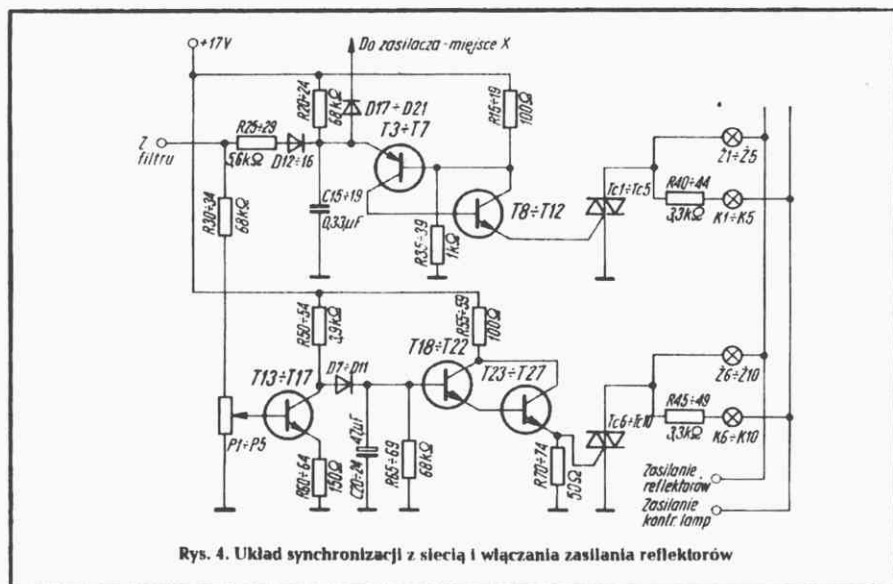 +17V
Do zasilacza - miejsce X
R20÷24
68kΩ
D17÷D21
T3÷T7
R15÷19
100Ω
Z
filtru
R25÷29
5,6kΩ
D12÷16
R30÷34
68kΩ
C15÷19
0,33µF
R35÷39
1kΩ
T8÷T12
Tc1÷Tc5
Ż1÷Ż5
R40÷44
3,3kΩ
K1÷K5
R50÷54
3,9kΩ
R55÷59
100Ω
T18÷T22
T13÷T17
D7÷D11
T23÷T27
P1÷P5
R60÷64
150Ω
C20÷24
47µF
R65÷69
68kΩ
R70÷74
50Ω
Tc6÷Tc10
Ż6÷Ż10
R45÷49
3,3kΩ
K6÷K10
Zasilanie
reflektorów
Zasilanie
kontr. lamp
Rys. 4. Układ synchronizacji z siecią i włączania zasilania reflektorów